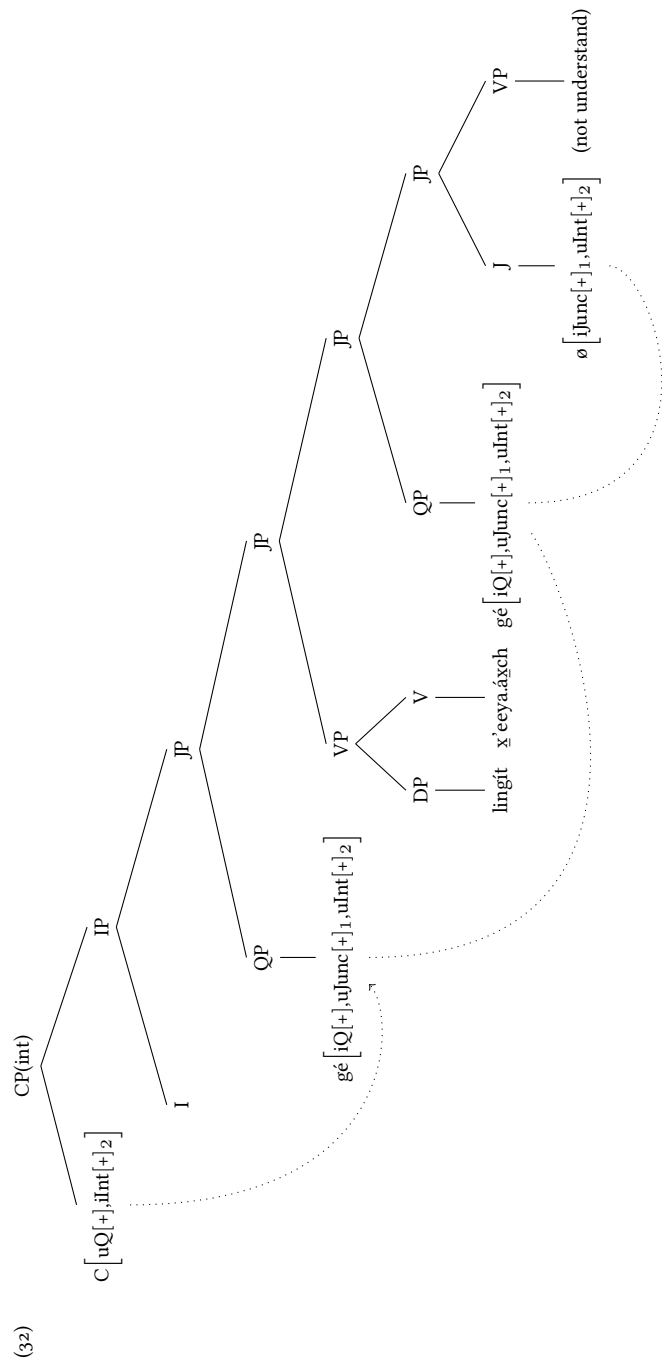 (32)
CP(int)
C[uQ[+],iInt[+]2] IP
I JP
QP JP
gé[iQ[+],uJunc[+]1,uInt[+]2] VP JP
DP V QP JP
lingít x̱'eeya.áx̱ch gé[iQ[+],uJunc[+]1,uInt[+]2] J VP
ø[iJunc[+]1,uInt[+]2] (not understand)